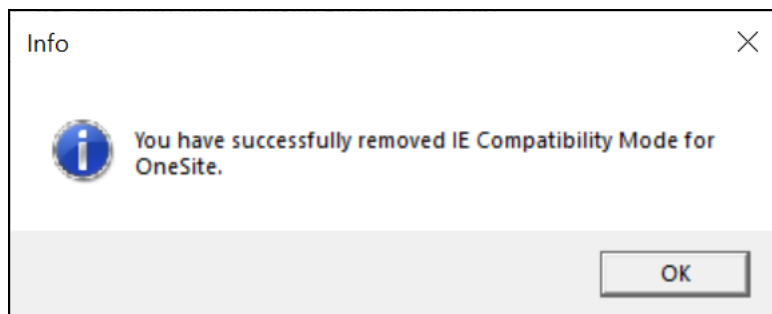 Info
You have successfully removed IE Compatibility Mode for
OneSite.
OK